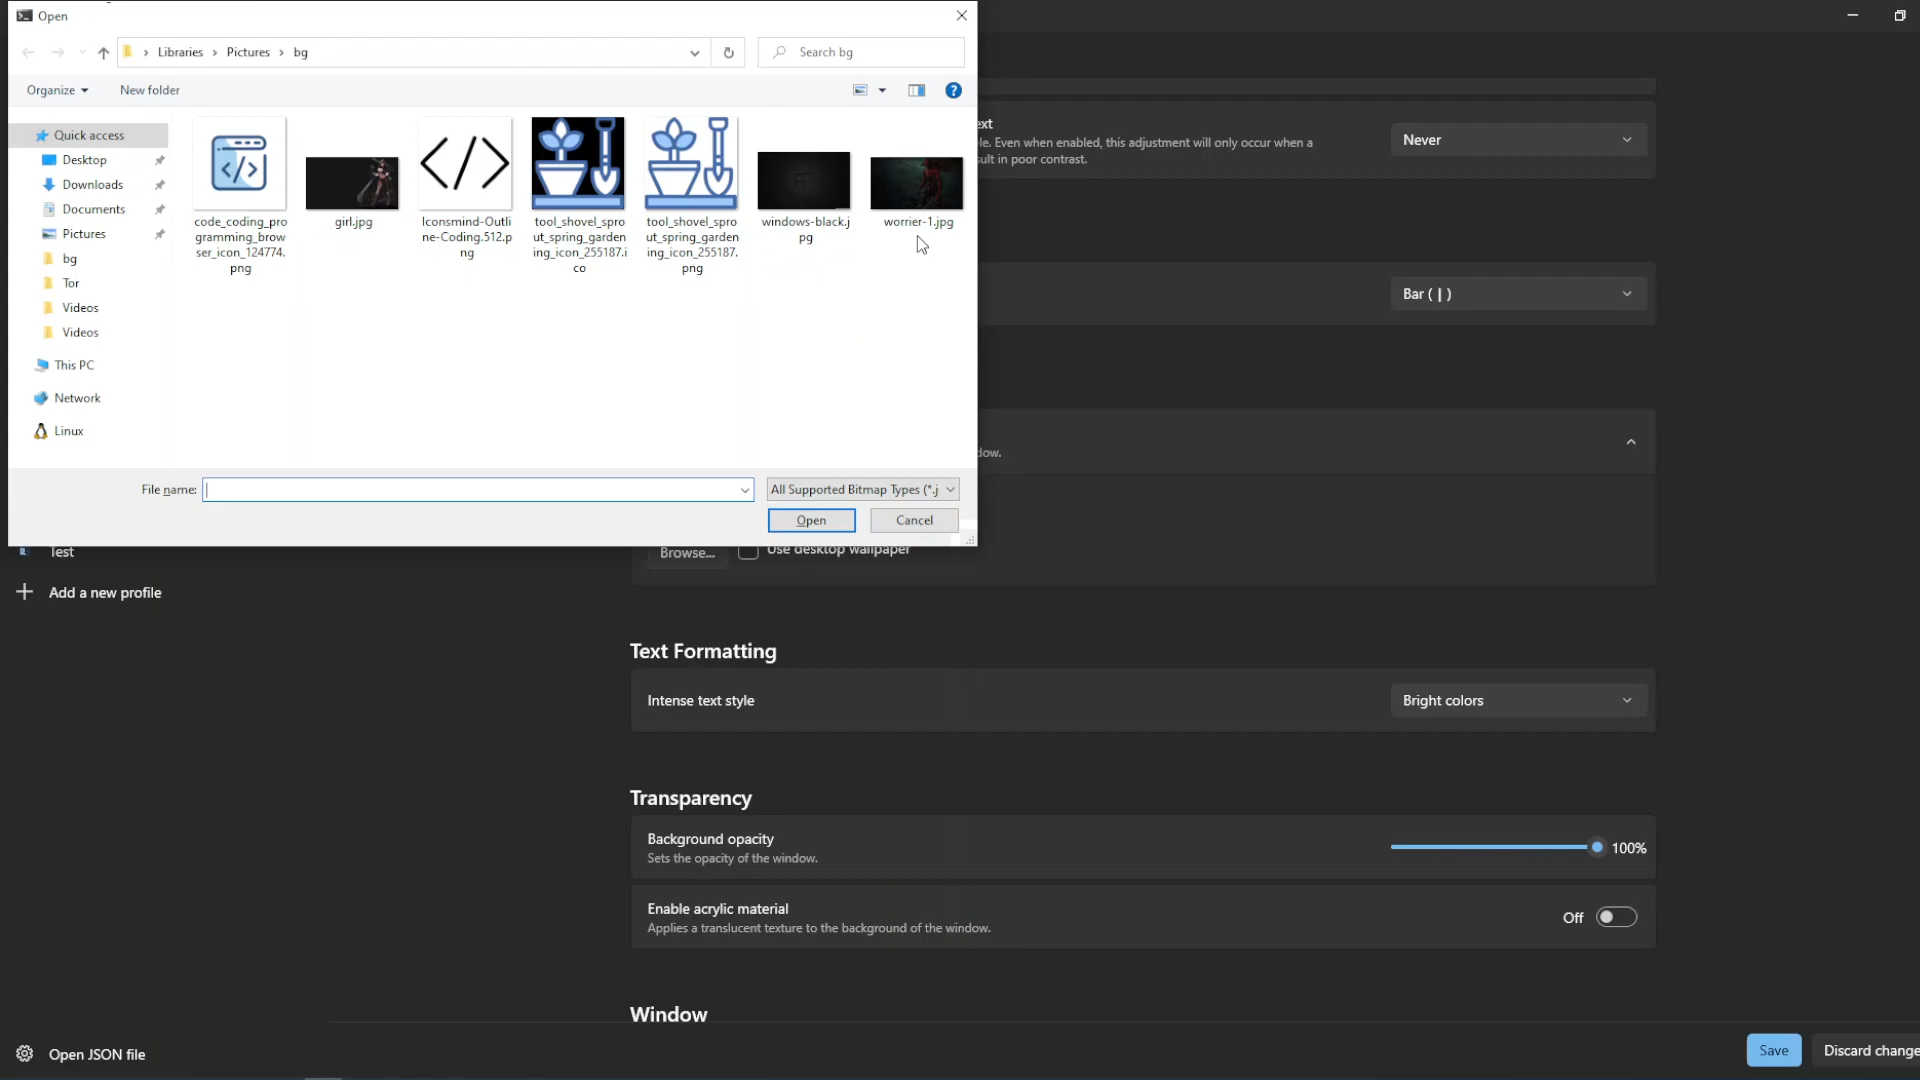 Open
Libraries > Pictures > bg
Search bg
Organize
New folder
Quick access
Desktop
Downloads
Documents
Pictures
bg
Tor
Videos
Videos
This PC
Network
Linux
code_coding_pro
gramming_brow
ser_icon_124774.
png
girl.jpg
Iconsmind-Outli
ne-Coding.512.p
ng
tool_shovel_spro
ut_spring_garden
ing_icon_255187.i
co
tool_shovel_spro
ut_spring_garden
ing_icon_255187.
png
windows-black.j
pg
worrier-1.jpg
File name:
All Supported Bitmap Types (*.j
Open
Cancel
ext
le. Even when enabled, this adjustment will only occur when a
sult in poor contrast.
Never
Bar ( | )
dow.
Test
Add a new profile
Browse...
Use desktop wallpaper
Text Formatting
Intense text style
Bright colors
Transparency
Background opacity
Sets the opacity of the window.
100%
Enable acrylic material
Applies a translucent texture to the background of the window.
Off
Window
Open JSON file
Save
Discard change